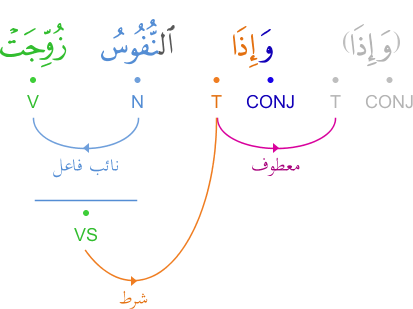 (وَإِذَا) وَإِذَا ٱلنُّفُوسُ زُوِّجَتْ
V N T CONJ T CONJ
نائب فاعل معطوف
VS
شرط